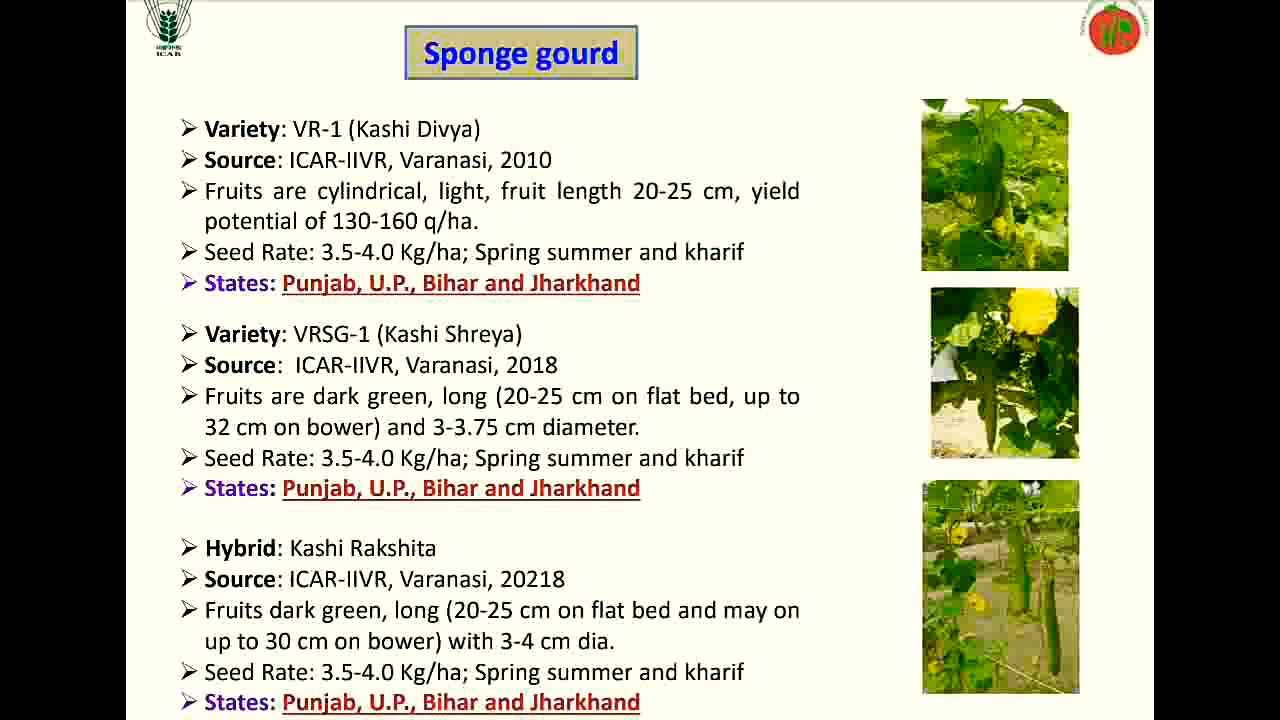 ICAR
Sponge gourd
➢ Variety: VR-1 (Kashi Divya)
➢ Source: ICAR-IIVR, Varanasi, 2010
➢ Fruits are cylindrical, light, fruit length 20-25 cm, yield
potential of 130-160 q/ha.
➢ Seed Rate: 3.5-4.0 Kg/ha; Spring summer and kharif
➢ States: Punjab, U.P., Bihar and Jharkhand
➢ Variety: VRSG-1 (Kashi Shreya)
➢ Source: ICAR-IIVR, Varanasi, 2018
➢ Fruits are dark green, long (20-25 cm on flat bed, up to
32 cm on bower) and 3-3.75 cm diameter.
➢ Seed Rate: 3.5-4.0 Kg/ha; Spring summer and kharif
➢ States: Punjab, U.P., Bihar and Jharkhand
➢ Hybrid: Kashi Rakshita
➢ Source: ICAR-IIVR, Varanasi, 20218
➢ Fruits dark green, long (20-25 cm on flat bed and may on
up to 30 cm on bower) with 3-4 cm dia.
➢ Seed Rate: 3.5-4.0 Kg/ha; Spring summer and kharif
➢ States: Punjab, U.P., Bihar and Jharkhand